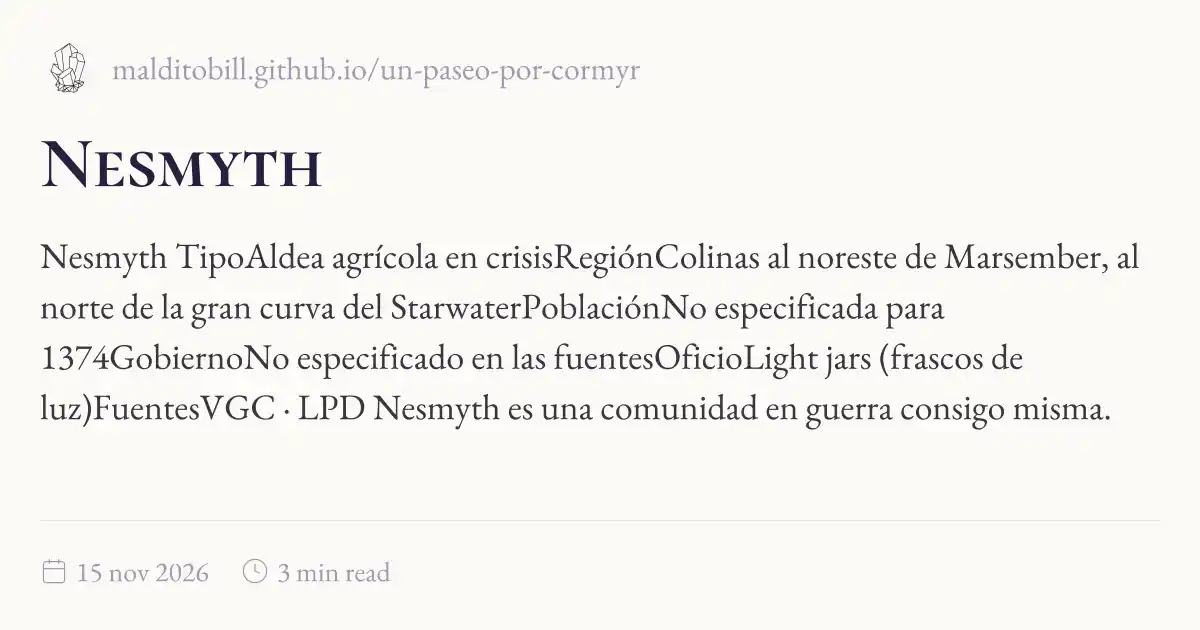 malditobill.github.io/un-paseo-por-cormyr
Nesmyth
Nesmyth TipoAldea agrícola en crisisRegiónColinas al noreste de Marsember, al
norte de la gran curva del StarwaterPoblaciónNo especificada para
1374GobiernoNo especificado en las fuentesOficioLight jars (frascos de
luz)FuentesVGC · LPD Nesmyth es una comunidad en guerra consigo misma.
15 nov 2026 3 min read